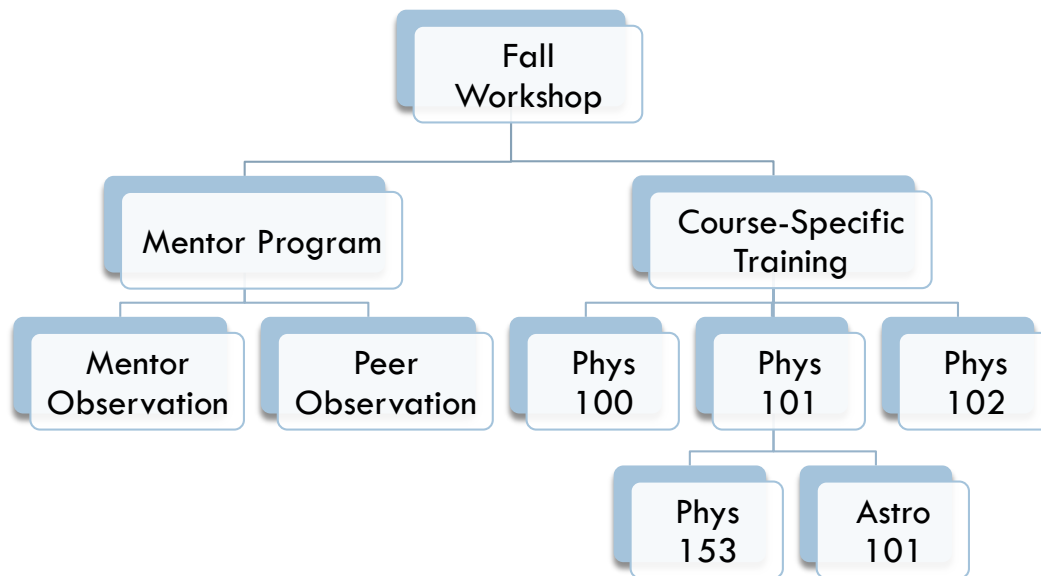 Fall
Workshop
Mentor Program
Course-Specific
Training
Mentor
Observation
Peer
Observation
Phys
100
Phys
101
Phys
102
Phys
153
Astro
101